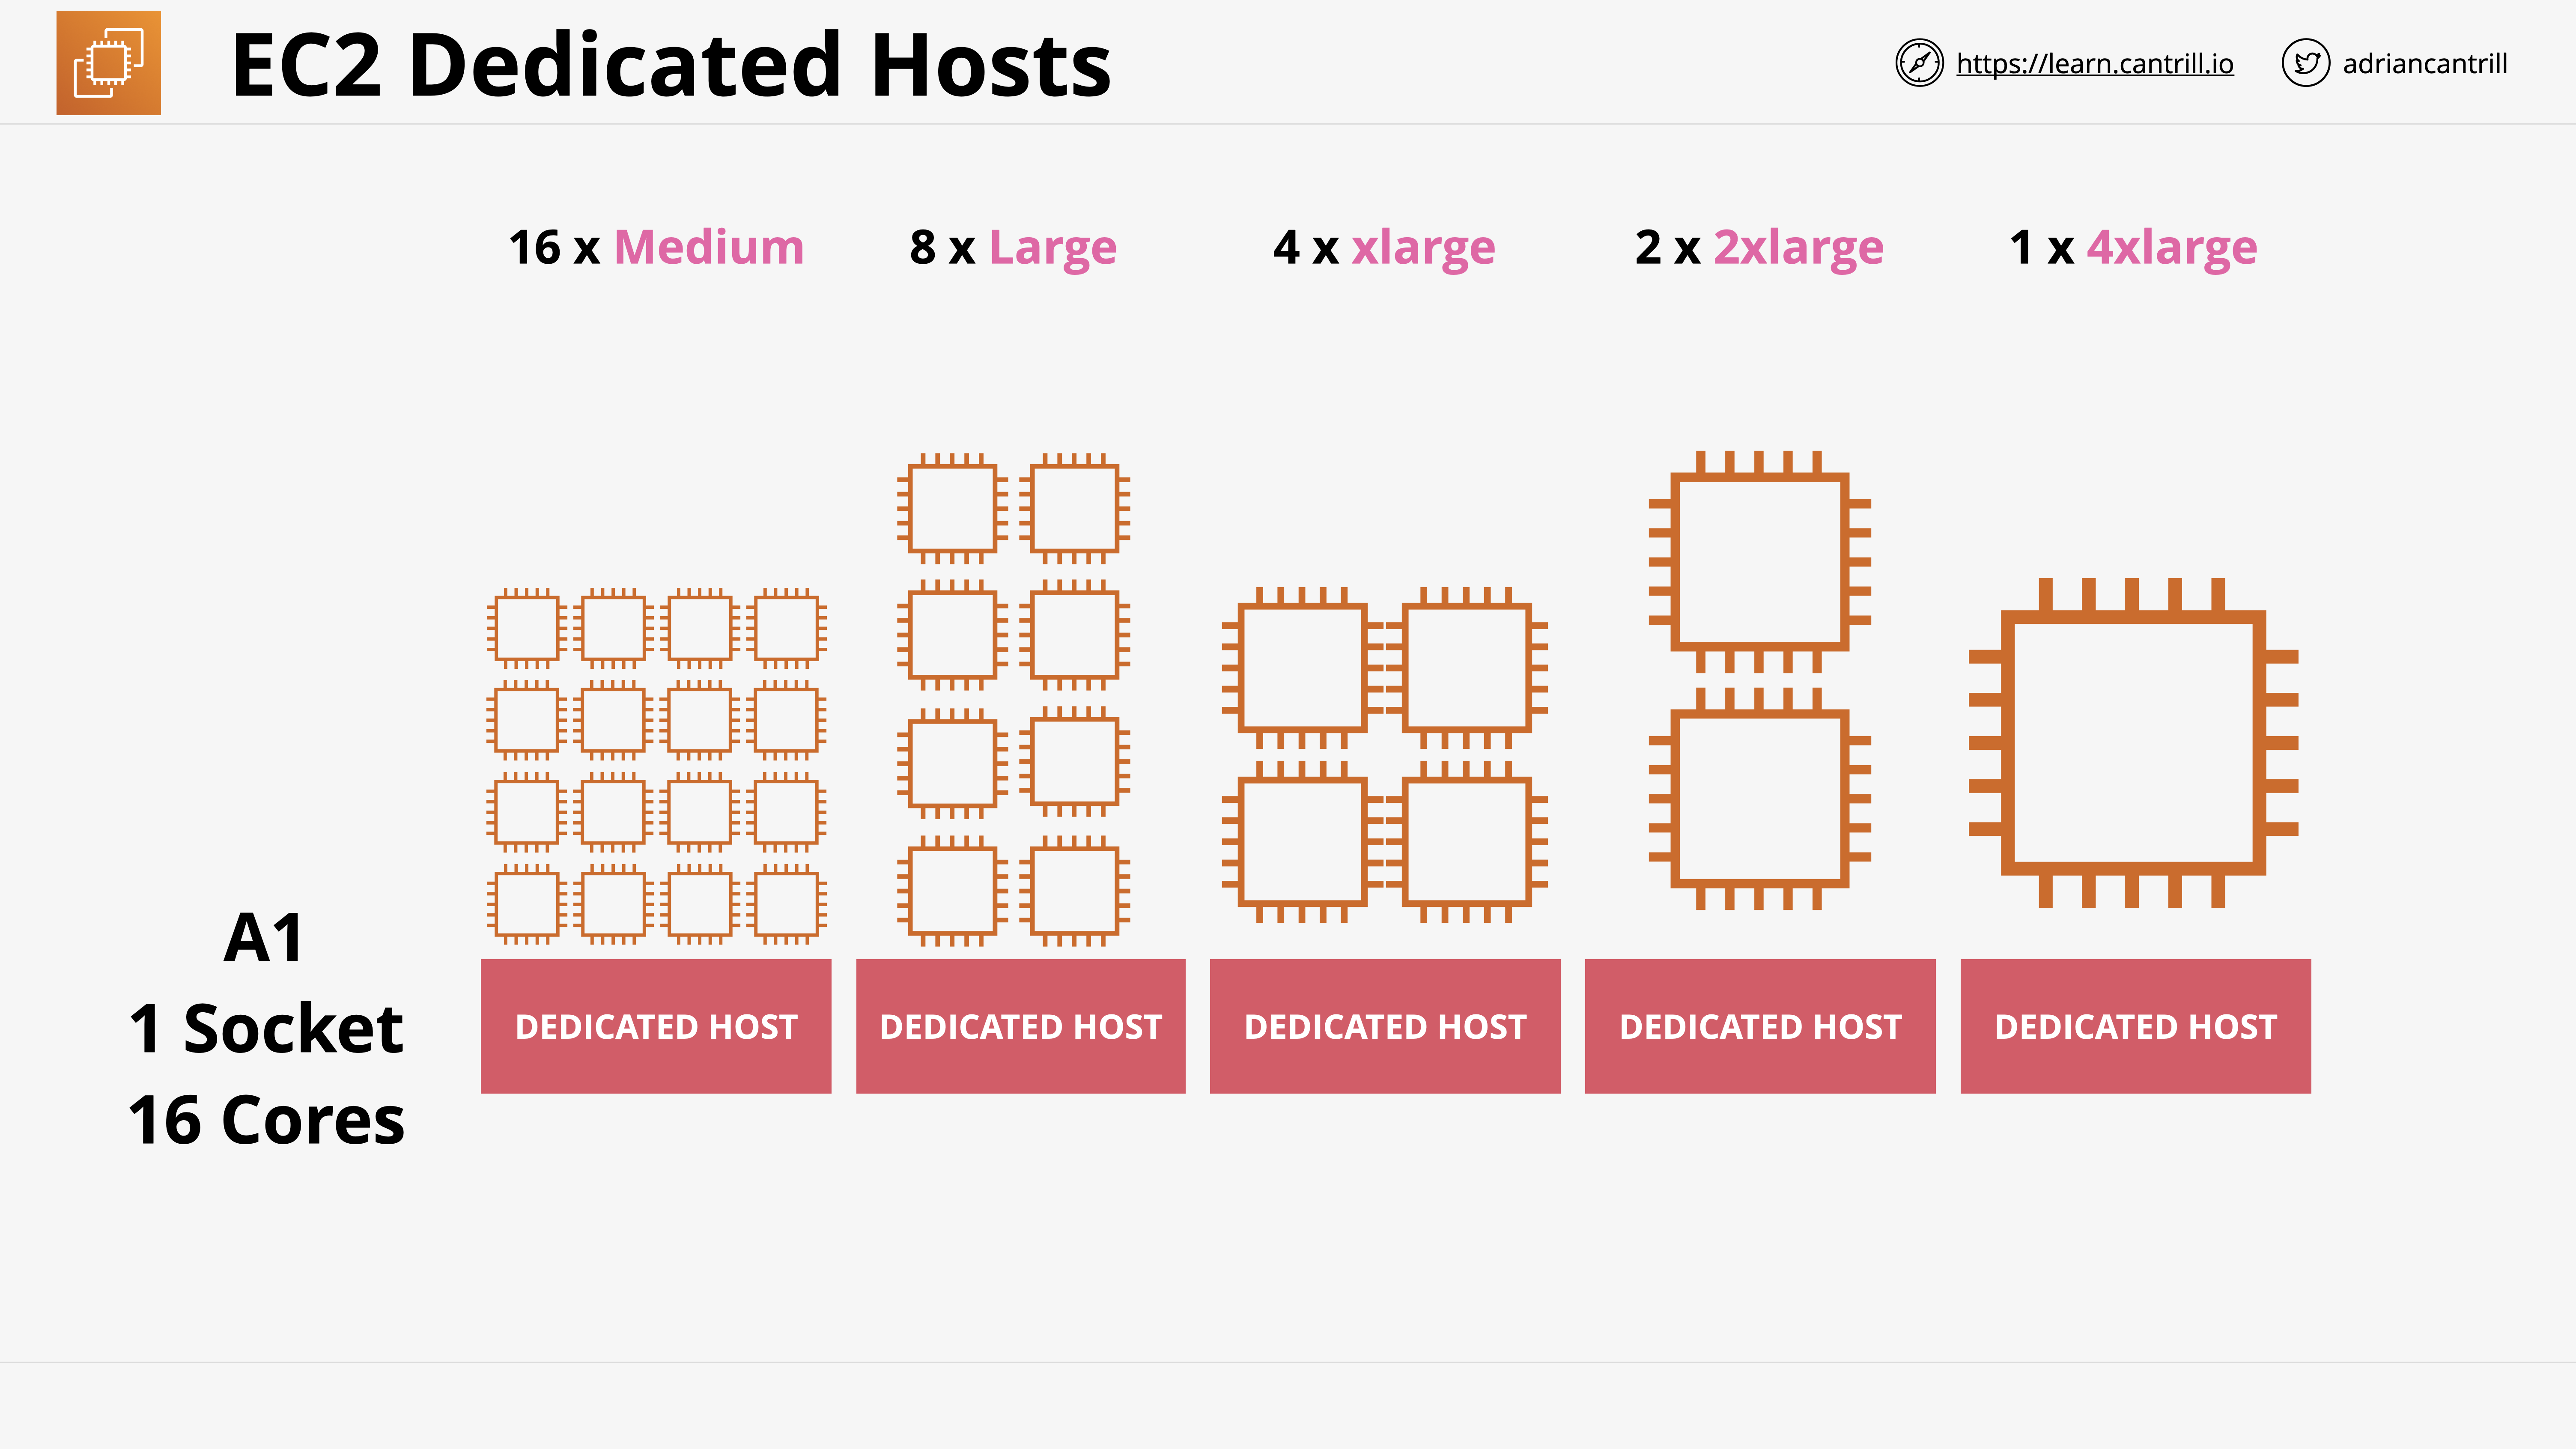 EC2 Dedicated Hosts
https://learn.cantrill.io
adriancantrill
16 x Medium
8 x Large
4 x xlarge
2 x 2xlarge
1 x 4xlarge
A1
1 Socket
16 Cores
DEDICATED HOST
DEDICATED HOST
DEDICATED HOST
DEDICATED HOST
DEDICATED HOST